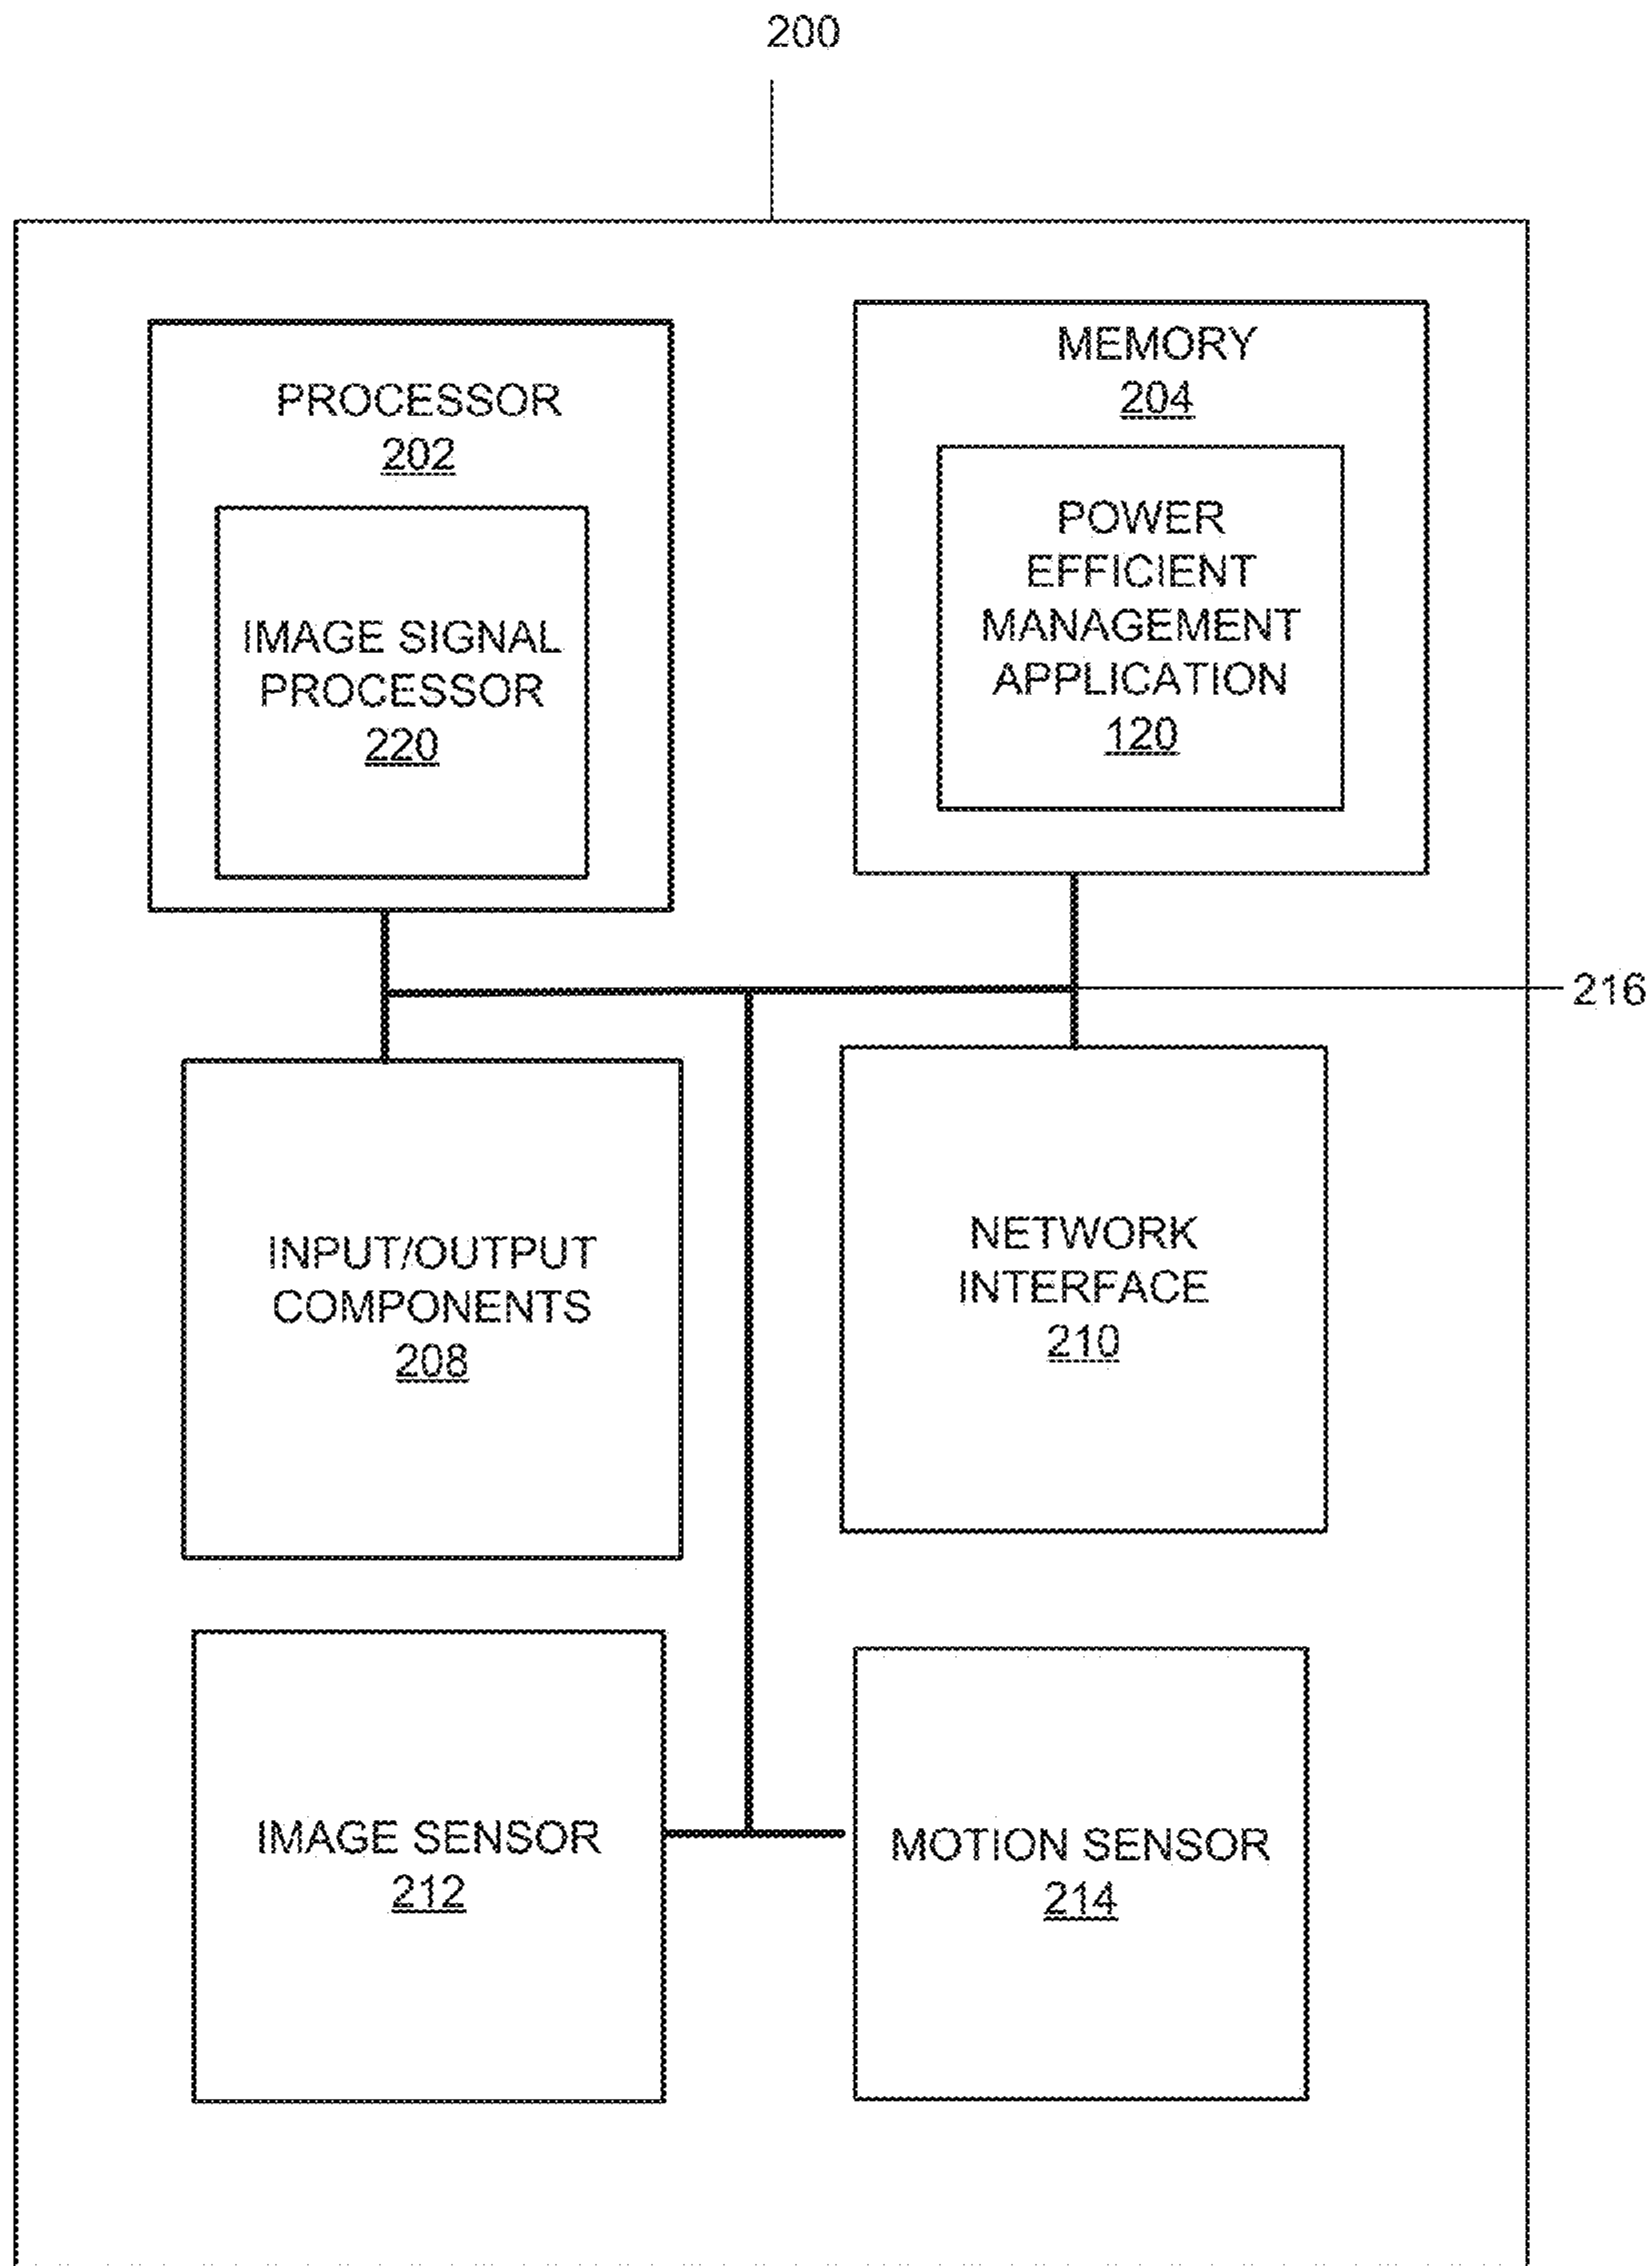 200
PROCESSOR
202
IMAGE SIGNAL
PROCESSOR
220
MEMORY
204
POWER
EFFICIENT
MANAGEMENT
APPLICATION
120
216
INPUT/OUTPUT
COMPONENTS
208
NETWORK
INTERFACE
210
IMAGE SENSOR
212
MOTION SENSOR
214